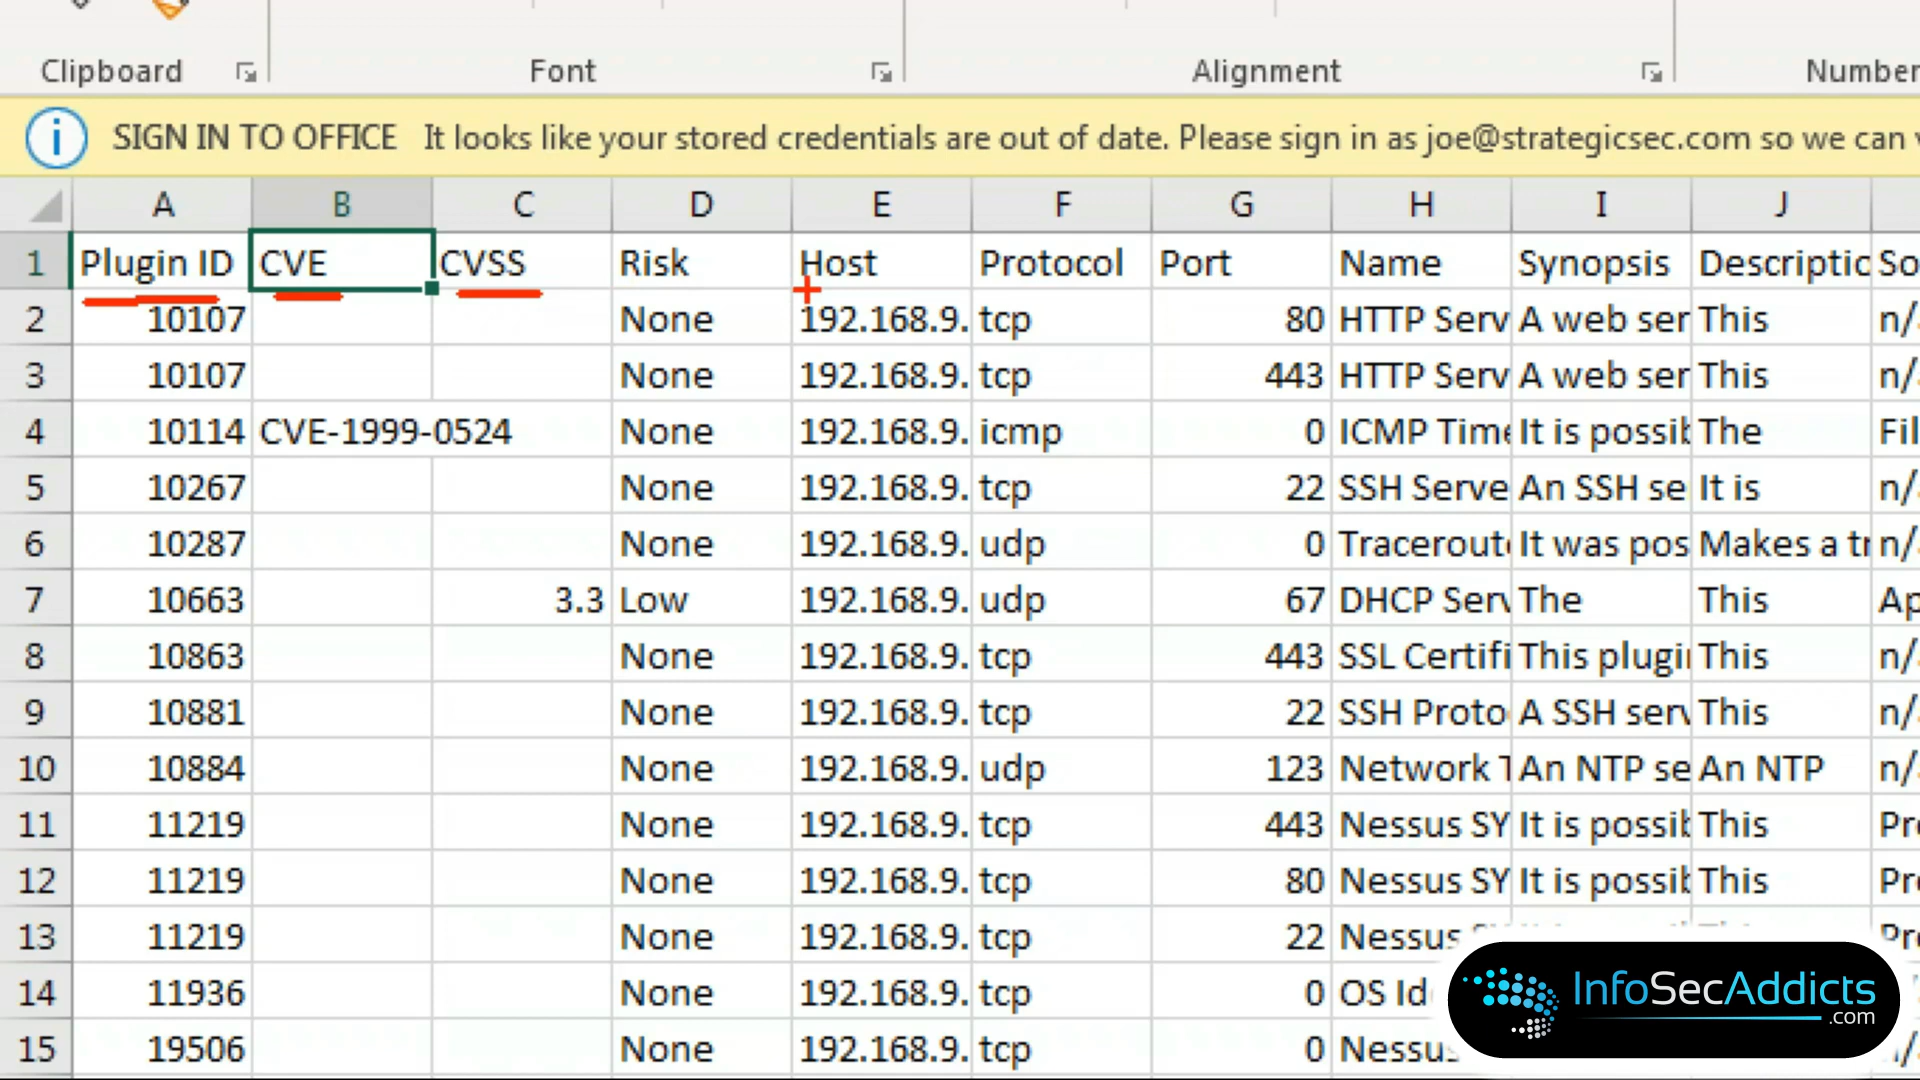 Clipboard Font Alignment Number
SIGN IN TO OFFICE It looks like your stored credentials are out of date. Please sign in as joe@strategicsec.com so we can
A B C D E F G H I J
1 Plugin ID CVE CVSS Risk Host Protocol Port Name Synopsis Descriptic So
2 10107 None 192.168.9. tcp 80 HTTP Serv A web ser This n/
3 10107 None 192.168.9. tcp 443 HTTP Serv A web ser This n/
4 10114 CVE-1999-0524 None 192.168.9. icmp 0 ICMP Time It is possib The Fil
5 10267 None 192.168.9. tcp 22 SSH Serve An SSH se It is n/
6 10287 None 192.168.9. udp 0 Traceroute It was pos Makes a tr n/
7 10663 3.3 Low 192.168.9. udp 67 DHCP Serv The This Ap
8 10863 None 192.168.9. tcp 443 SSL Certifi This plugi This n/
9 10881 None 192.168.9. tcp 22 SSH Proto A SSH serv This n/
10 10884 None 192.168.9. udp 123 Network T An NTP se An NTP n/
11 11219 None 192.168.9. tcp 443 Nessus SY It is possib This Pro
12 11219 None 192.168.9. tcp 80 Nessus SY It is possib This Pro
13 11219 None 192.168.9. tcp 22 Nessus Pro
14 11936 None 192.168.9. tcp 0 OS Id
15 19506 None 192.168.9. tcp 0 Nessus
InfoSecAddicts
.com